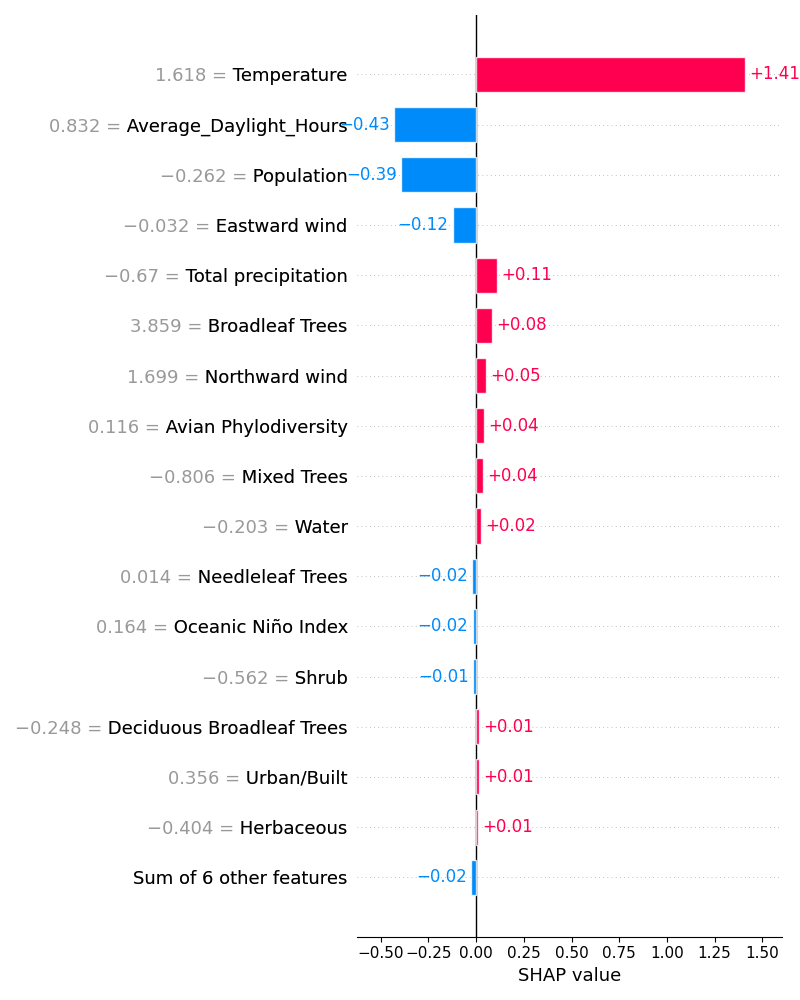 1.618 = Temperature +1.41
0.832 = Average_Daylight_Hours −0.43
−0.262 = Population −0.39
−0.032 = Eastward wind −0.12
−0.67 = Total precipitation +0.11
3.859 = Broadleaf Trees +0.08
1.699 = Northward wind +0.05
0.116 = Avian Phylodiversity +0.04
−0.806 = Mixed Trees +0.04
−0.203 = Water +0.02
0.014 = Needleleaf Trees −0.02
0.164 = Oceanic Niño Index −0.02
−0.562 = Shrub −0.01
−0.248 = Deciduous Broadleaf Trees +0.01
0.356 = Urban/Built +0.01
−0.404 = Herbaceous +0.01
Sum of 6 other features −0.02
−0.50 −0.25 0.00 0.25 0.50 0.75 1.00 1.25 1.50
SHAP value